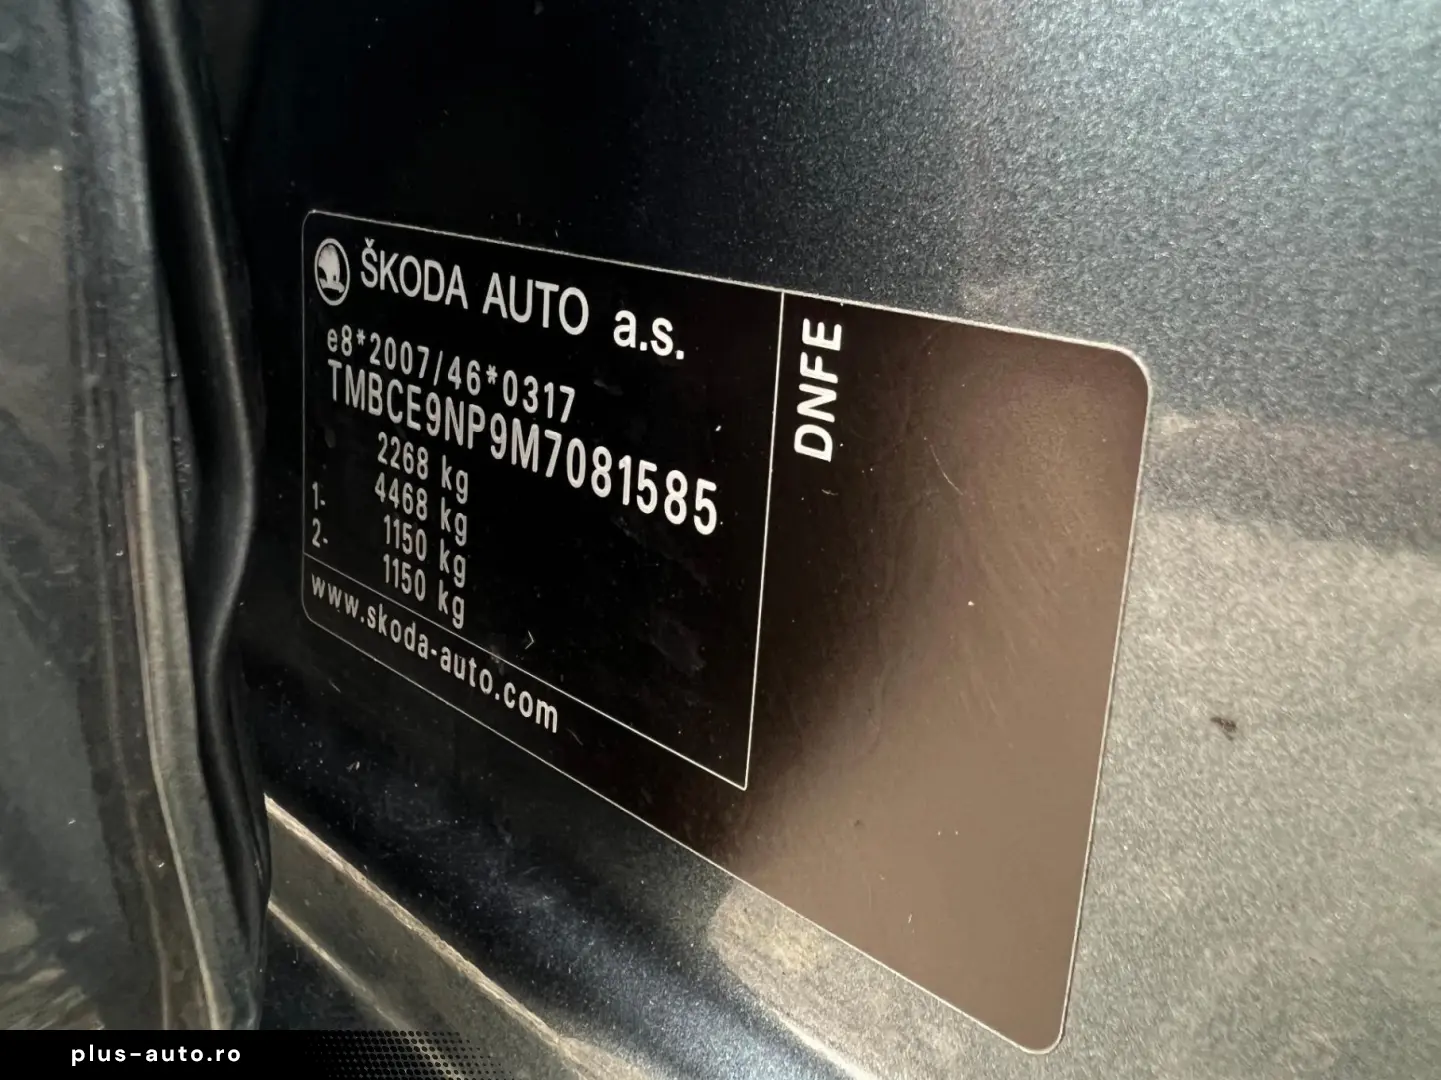 ŠKODA AUTO a.s.
e8*2007/46*0317
TMBCE9NP9M7081585
2268 kg
4468 kg
1- 1150 kg
2- 1150 kg
www.skoda-auto.com
DNFE
plus-auto.ro